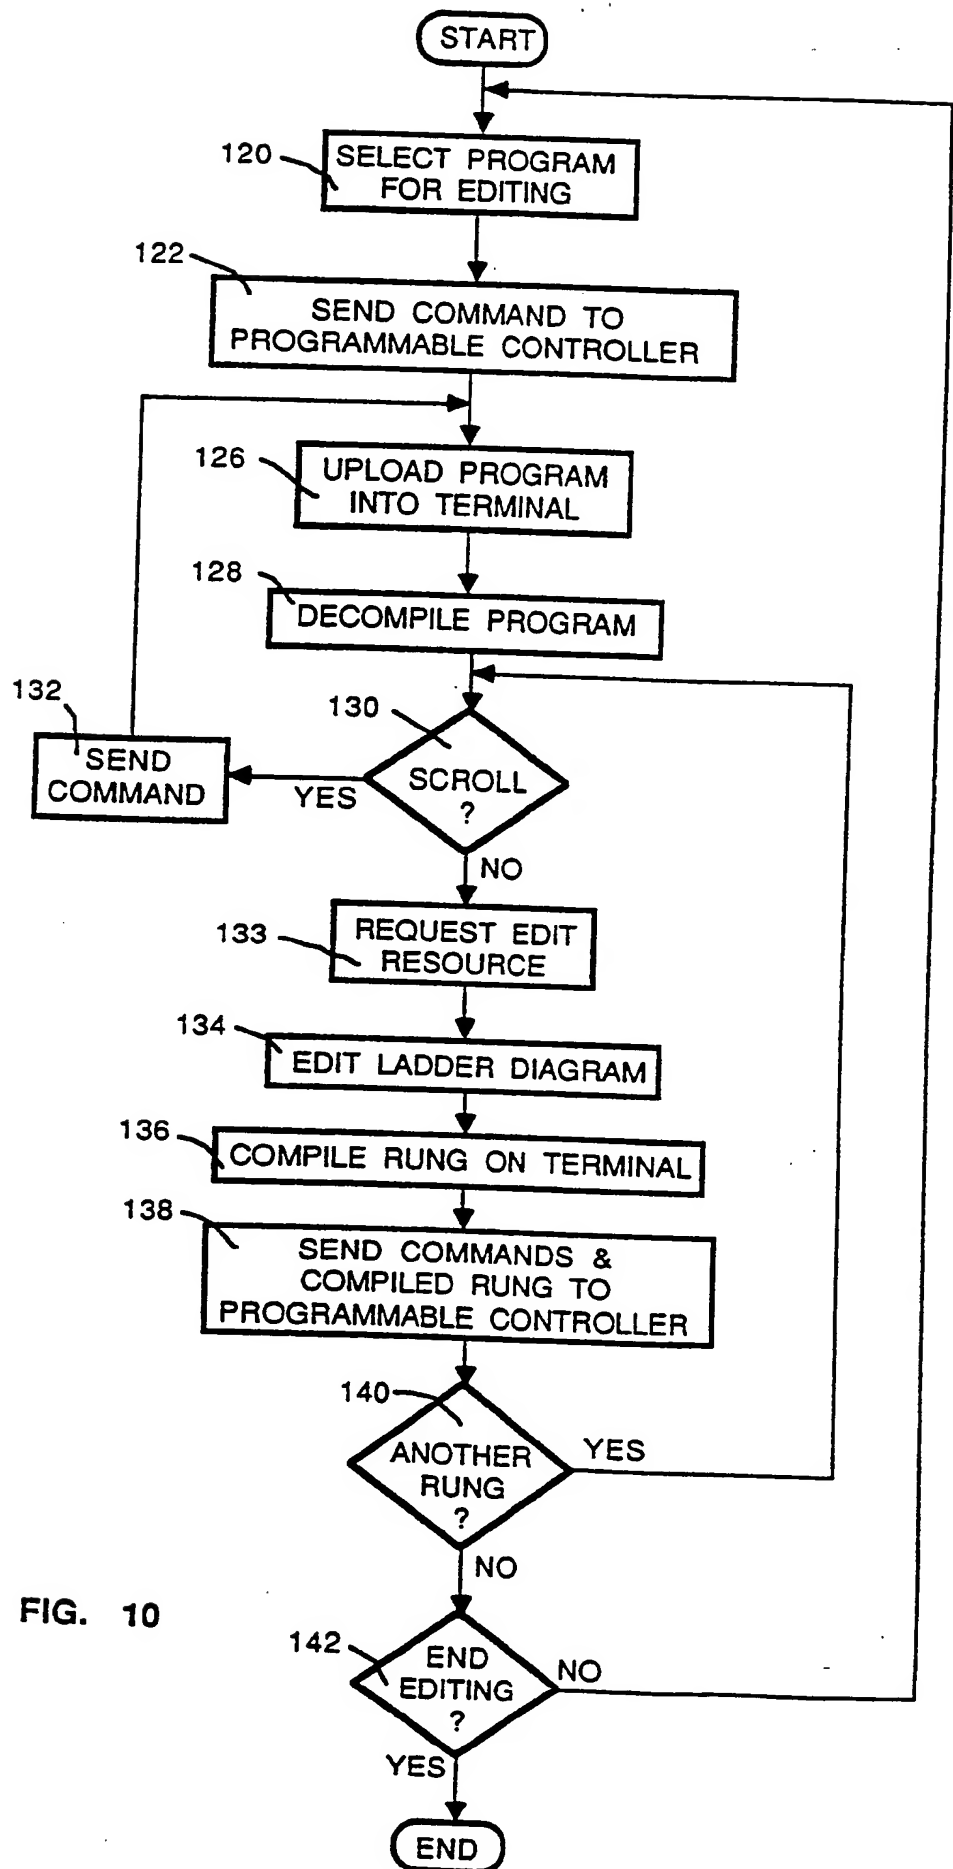 START
120
SELECT PROGRAM
FOR EDITING
122
SEND COMMAND TO
PROGRAMMABLE CONTROLLER
126
UPLOAD PROGRAM
INTO TERMINAL
128
DECOMPILE PROGRAM
132
SEND
COMMAND
130
SCROLL
?
YES
NO
133
REQUEST EDIT
RESOURCE
134
EDIT LADDER DIAGRAM
136
COMPILE RUNG ON TERMINAL
138
SEND COMMANDS &
COMPILED RUNG TO
PROGRAMMABLE CONTROLLER
140
ANOTHER
RUNG
?
YES
NO
FIG. 10
142
END
EDITING
?
NO
YES
END